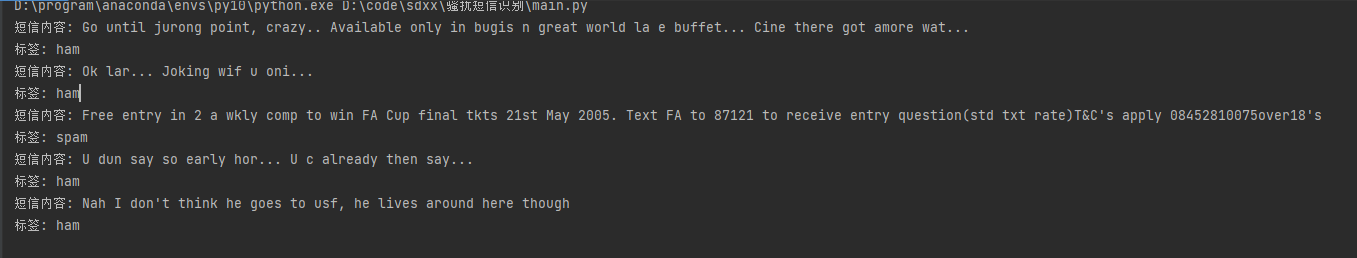 D:\program\anaconda\envs\py10\python.exe D:\code\sdxx\骚扰短信识别\main.py
短信内容: Go until jurong point, crazy.. Available only in bugis n great world la e buffet... Cine there got amore wat...
标签: ham
短信内容: Ok lar... Joking wif u oni...
标签: ham
短信内容: Free entry in 2 a wkly comp to win FA Cup final tkts 21st May 2005. Text FA to 87121 to receive entry question(std txt rate)T&C's apply 08452810075over18's
标签: spam
短信内容: U dun say so early hor... U c already then say...
标签: ham
短信内容: Nah I don't think he goes to usf, he lives around here though
标签: ham